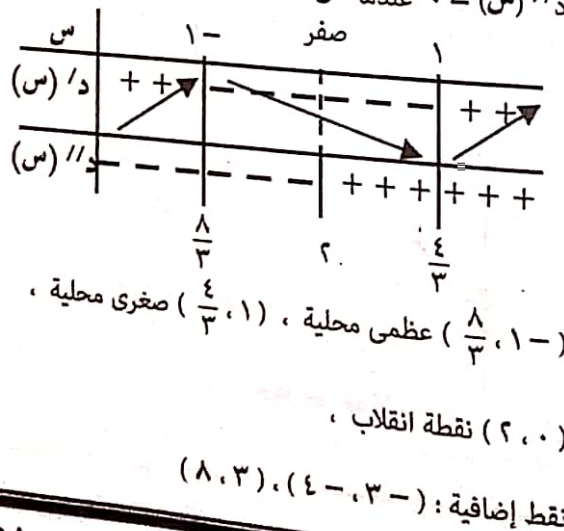 د// (س) = ٠ عندما س
س -١ صفر ١
د/ (س) + + - - - - - + +
د// (س) - - - - - - + + + + + +
٨/٣ ٢ ٤/٣
(-١، ٨/٣) عظمى محلية ، (١، ٤/٣) صغرى محلية ،
(٠، ٢) نقطة انقلاب ،
نقط إضافية : (-٣، -٤)، (٣، ٨)